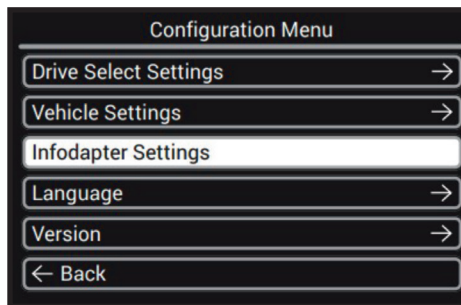 Configuration Menu
Drive Select Settings →
Vehicle Settings →
Infodapter Settings
Language →
Version →
← Back